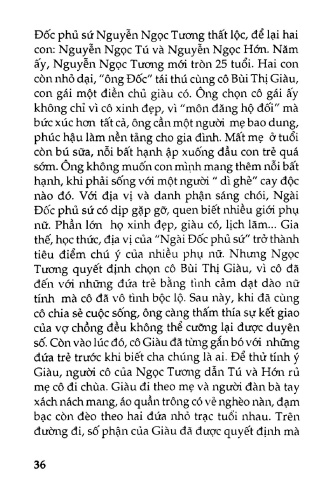 Đốc phủ sứ Nguyễn Ngọc Tương thất lộc, để lại hai
con: Nguyễn Ngọc Tú và Nguyễn Ngọc Hớn. Năm
ấy, Nguyễn Ngọc Tương mới tròn 25 tuổi. Hai con
còn nhỏ dại, “ông Đốc” tái thú cùng cô Bùi Thị Giàu,
con gái một điền chủ giàu có. Ông chọn cô gái ấy
không chỉ vì cô xinh đẹp, vì “môn đăng hộ đối” mà
bức xúc hơn tất cả, ông cần một người mẹ bao dung,
phúc hậu làm nền tảng cho gia đình. Mất mẹ ở tuổi
còn bú sữa, nỗi bất hạnh ập xuống đầu con trẻ quá
sớm. Ông không muốn con mình mang thêm nỗi bất
hạnh, khi phải sống với một người “ dì ghẻ” cay độc
nào đó. Với địa vị và danh phận sáng chói, Ngài
Đốc phủ sứ có dịp gặp gỡ, quen biết nhiều giới phụ
nữ. Phần lớn họ xinh đẹp, giàu có, lịch lãm... Gia
thế, học thức, địa vị của “Ngài Đốc phủ sứ” trở thành
tiêu điểm chú ý của nhiều phụ nữ. Nhưng Ngọc
Tương quyết định chọn cô Bùi Thị Giàu, vì cô đã
đến với những đứa trẻ bằng tình cảm dạt dào nữ
tính mà cô đã vô tình bộc lộ. Sau này, khi đã cùng
cô chia sẻ cuộc sống, ông càng thấm thía sự kết giao
của vợ chồng đều không thể cưỡng lại được duyên
số. Còn vào lúc đó, cô Giàu đã từng gắn bó với những
đứa trẻ trước khi biết cha chúng là ai. Để thử tính ý
Giàu, người cô của Ngọc Tương dẫn Tú và Hớn rủ
mẹ cô đi chùa. Giàu đi theo mẹ và người đàn bà tay
xách nách mang, áo quần trông có vẻ nghèo nàn, đạm
bạc còn đèo theo hai đứa nhỏ trạc tuổi nhau. Trên
đường đi, số phận của Giàu đã được quyết định mà
36